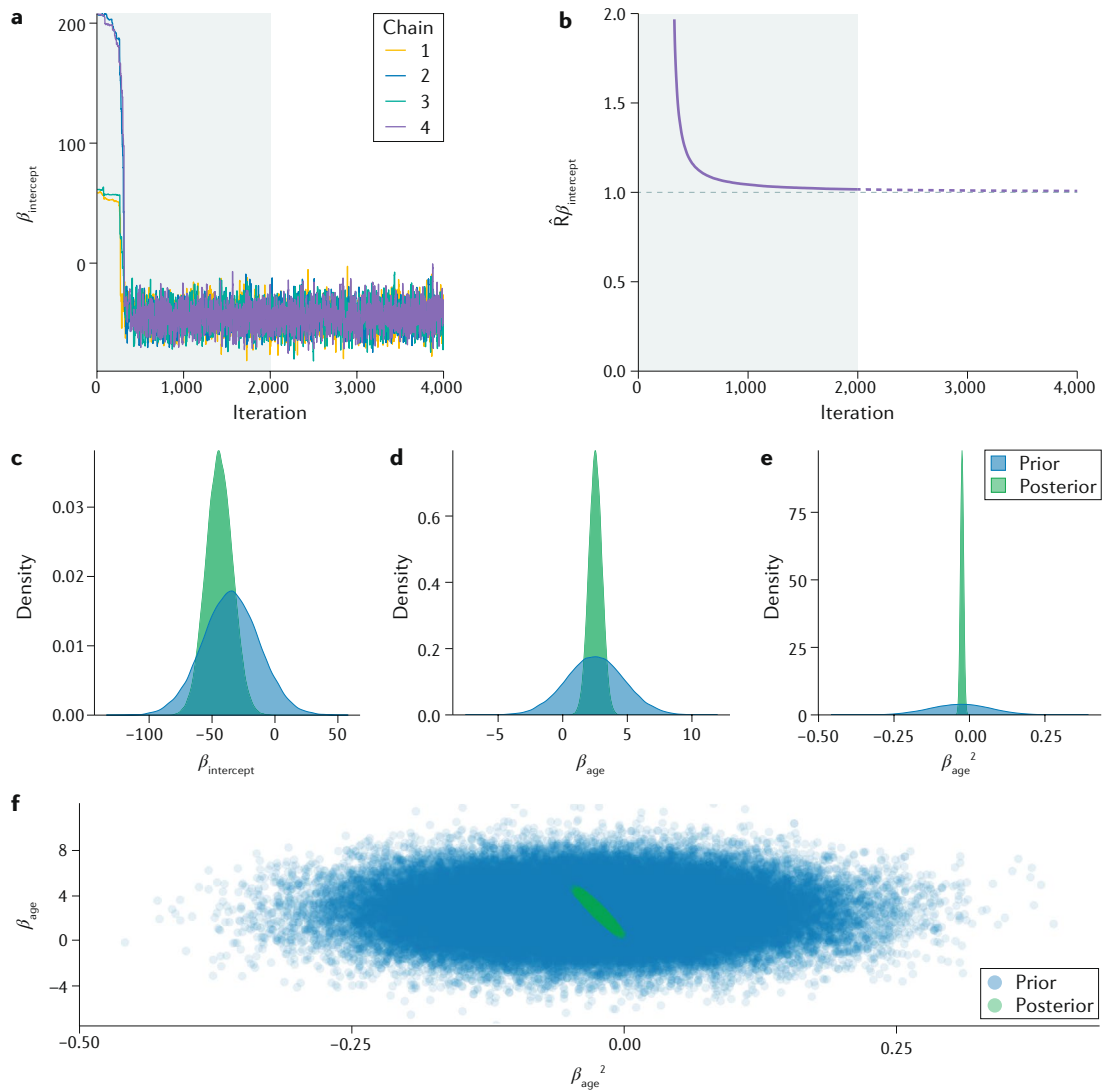 a
200
100
0
β intercept
0
1,000
2,000
3,000
4,000
Iteration
Chain
1
2
3
4
b
2.0
1.5
1.0
0.5
0.0
R̂β intercept
0
1,000
2,000
3,000
4,000
Iteration
c
0.03
0.02
0.01
0.00
Density
−100
−50
0
50
β intercept
d
0.6
0.4
0.2
0.0
Density
−5
0
5
10
β age
e
75
50
25
0
Density
−0.50
−0.25
0.00
0.25
β age ²
Prior
Posterior
f
8
4
0
−4
β age
−0.50
−0.25
0.00
0.25
β age ²
Prior
Posterior